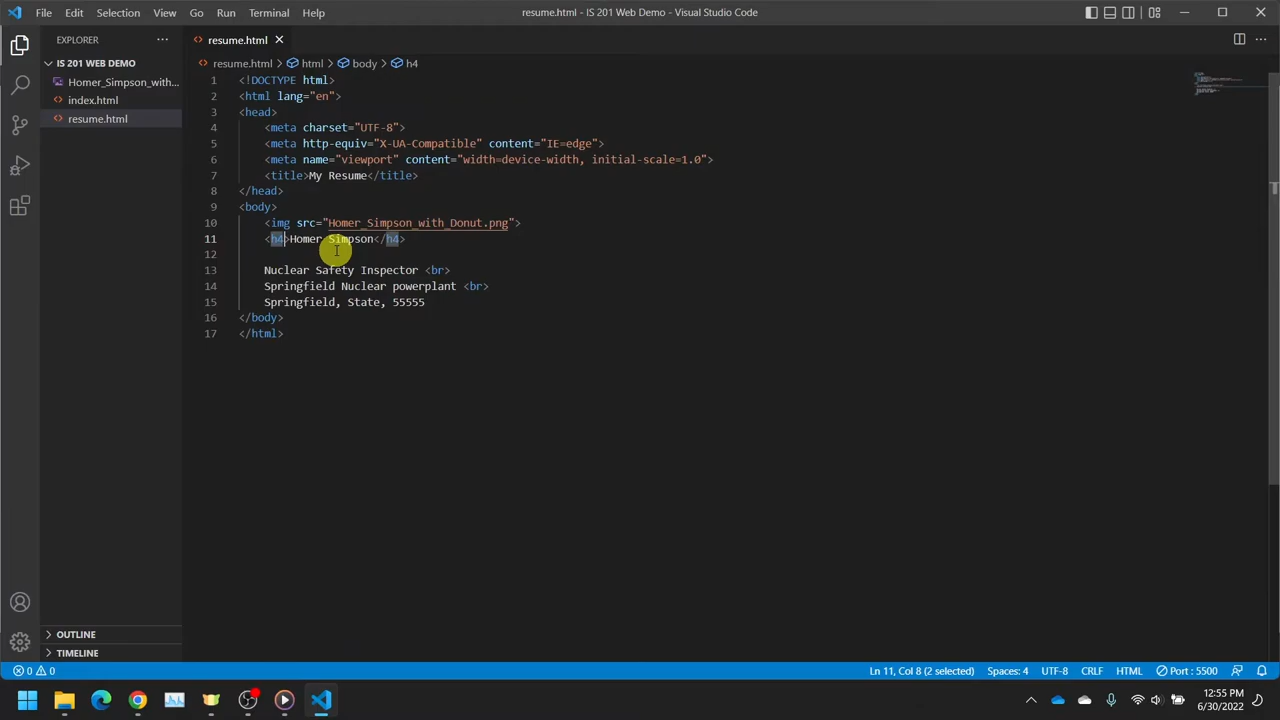 File Edit Selection View Go Run Terminal Help
resume.html - IS 201 Web Demo - Visual Studio Code
EXPLORER
resume.html
IS 201 WEB DEMO
Homer_Simpson_with...
index.html
resume.html
resume.html > html > body > h4
1 <!DOCTYPE html>
2 <html lang="en">
3 <head>
4 <meta charset="UTF-8">
5 <meta http-equiv="X-UA-Compatible" content="IE=edge">
6 <meta name="viewport" content="width=device-width, initial-scale=1.0">
7 <title>My Resume</title>
8 </head>
9 <body>
10 <img src="Homer_Simpson_with_Donut.png">
11 <h4>Homer Simpson</h4>
12
13 Nuclear Safety Inspector <br>
14 Springfield Nuclear powerplant <br>
15 Springfield, State, 55555
16 </body>
17 </html>
OUTLINE
TIMELINE
0 0
Ln 11, Col 8 (2 selected) Spaces: 4 UTF-8 CRLF HTML Port : 5500
12:55 PM
6/30/2022